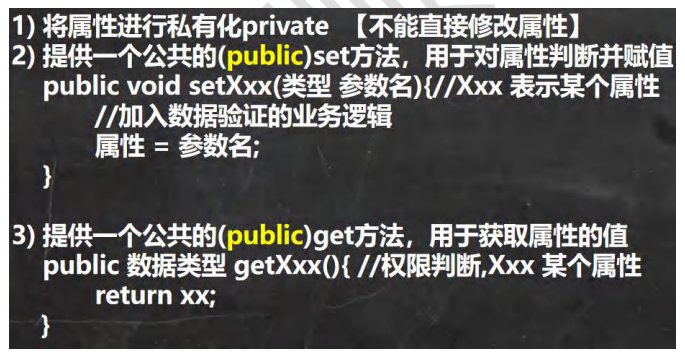 1) 将属性进行私有化private 【不能直接修改属性】
2) 提供一个公共的(public)set方法，用于对属性判断并赋值
public void setXxx(类型 参数名){//Xxx 表示某个属性
//加入数据验证的业务逻辑
属性 = 参数名;
}
3) 提供一个公共的(public)get方法，用于获取属性的值
public 数据类型 getXxx(){ //权限判断,Xxx 某个属性
return xx;
}